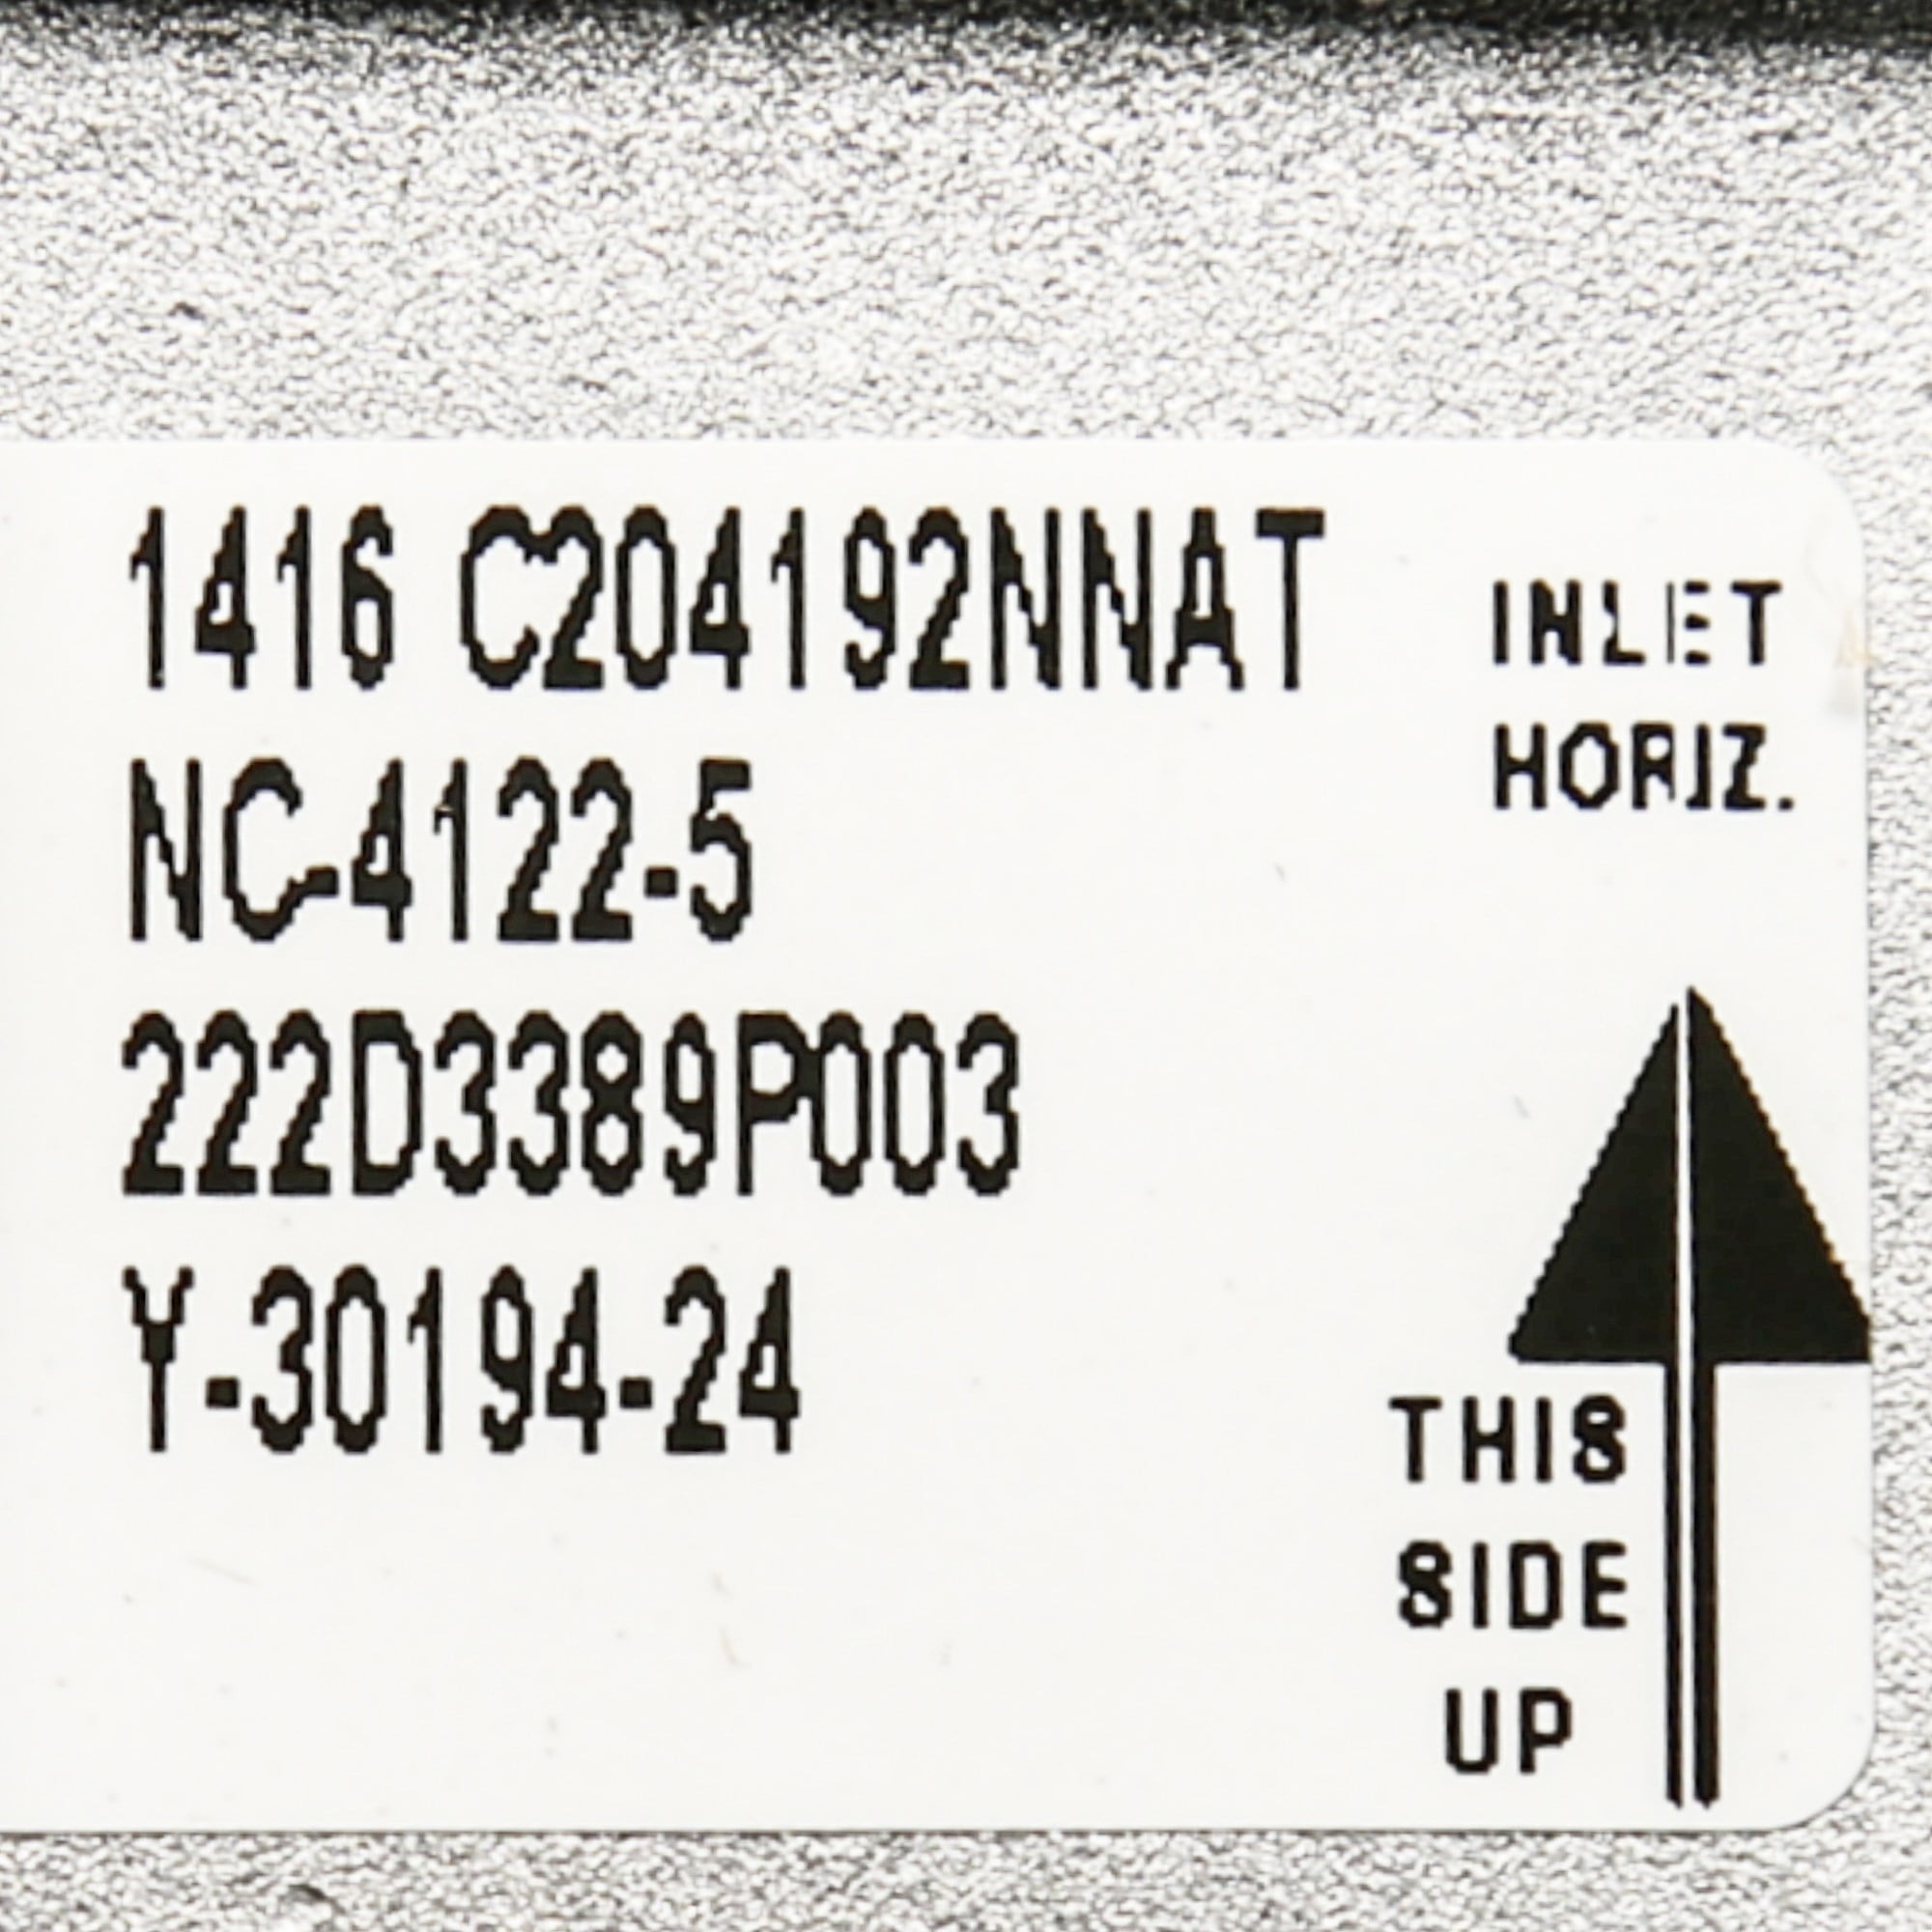 1416 C204192NNAT
NC-4122-5
222D3389P003
Y-30194-24
INLET
HORIZ.
THIS
SIDE
UP